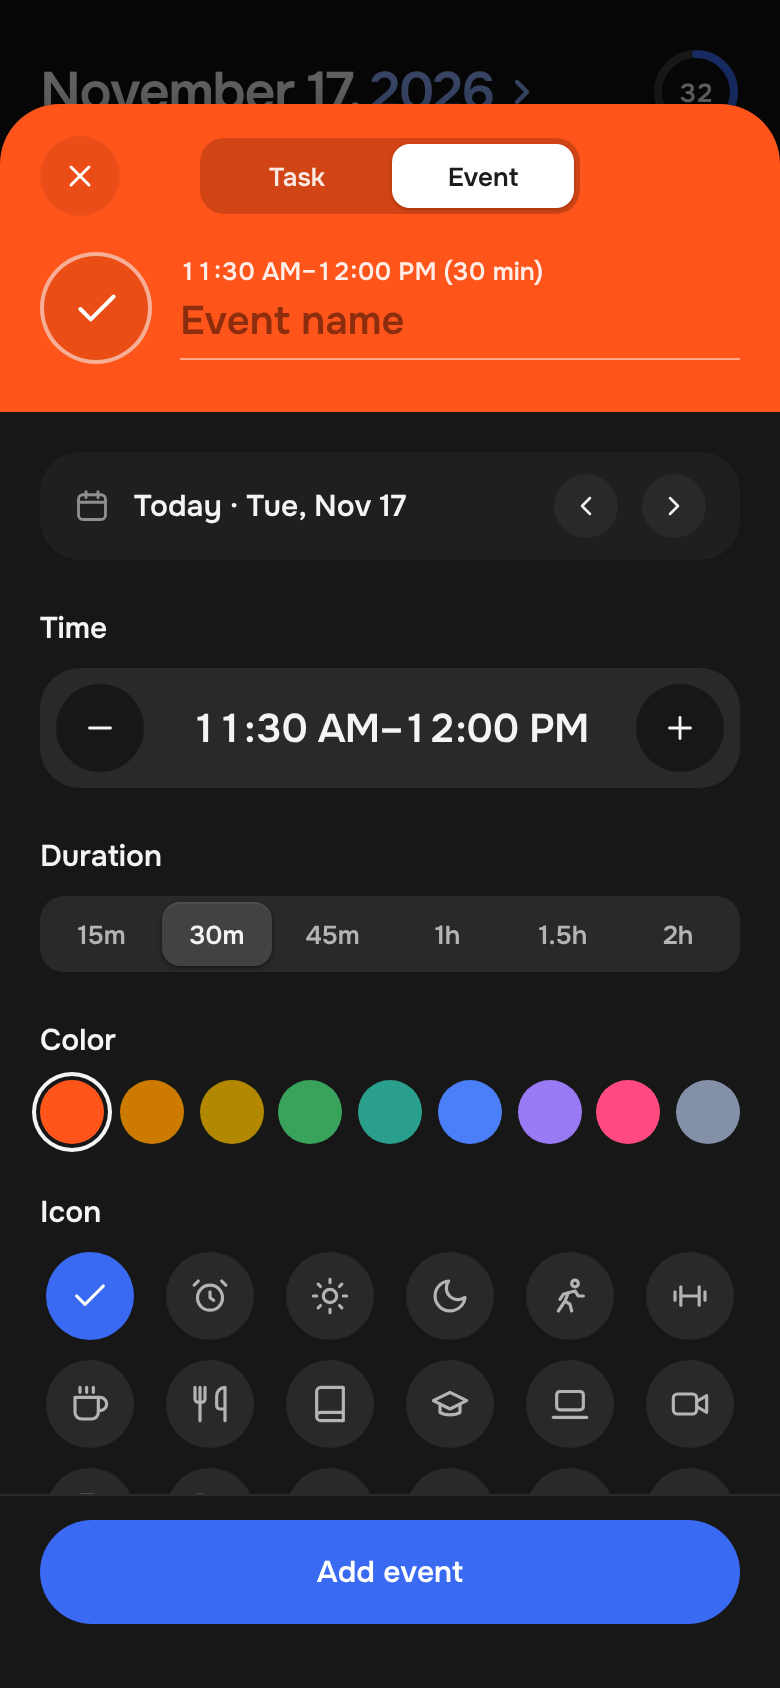 November 17, 2026
32
Task
Event
11:30 AM–12:00 PM (30 min)
Event name
Today · Tue, Nov 17
Time
11:30 AM–12:00 PM
Duration
15m
30m
45m
1h
1.5h
2h
Color
Icon
Add event